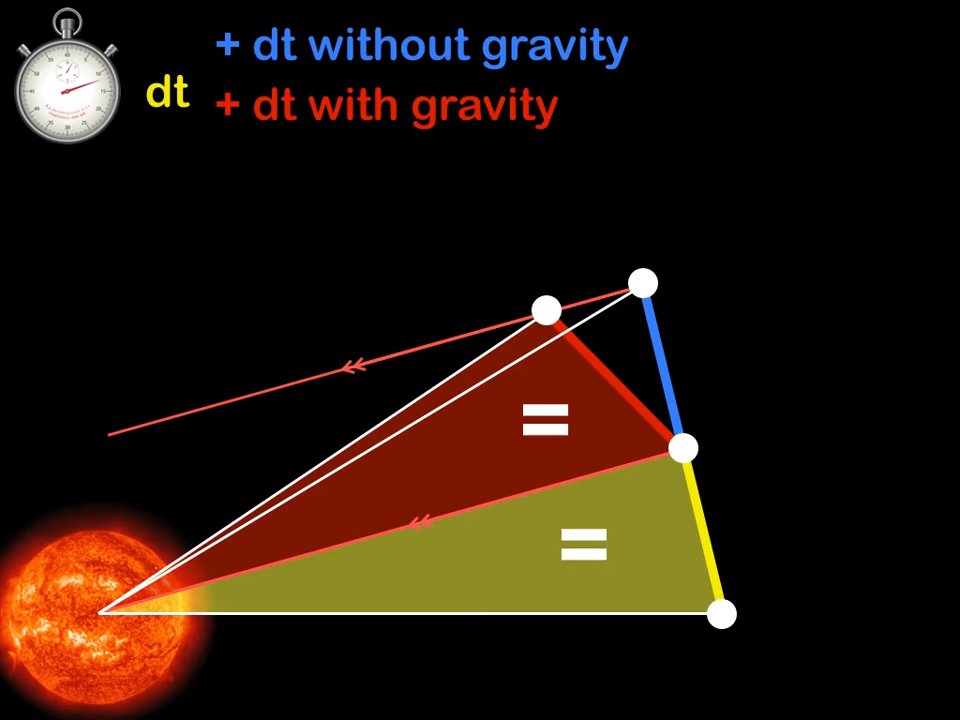 + dt without gravity
dt
+ dt with gravity
=
=